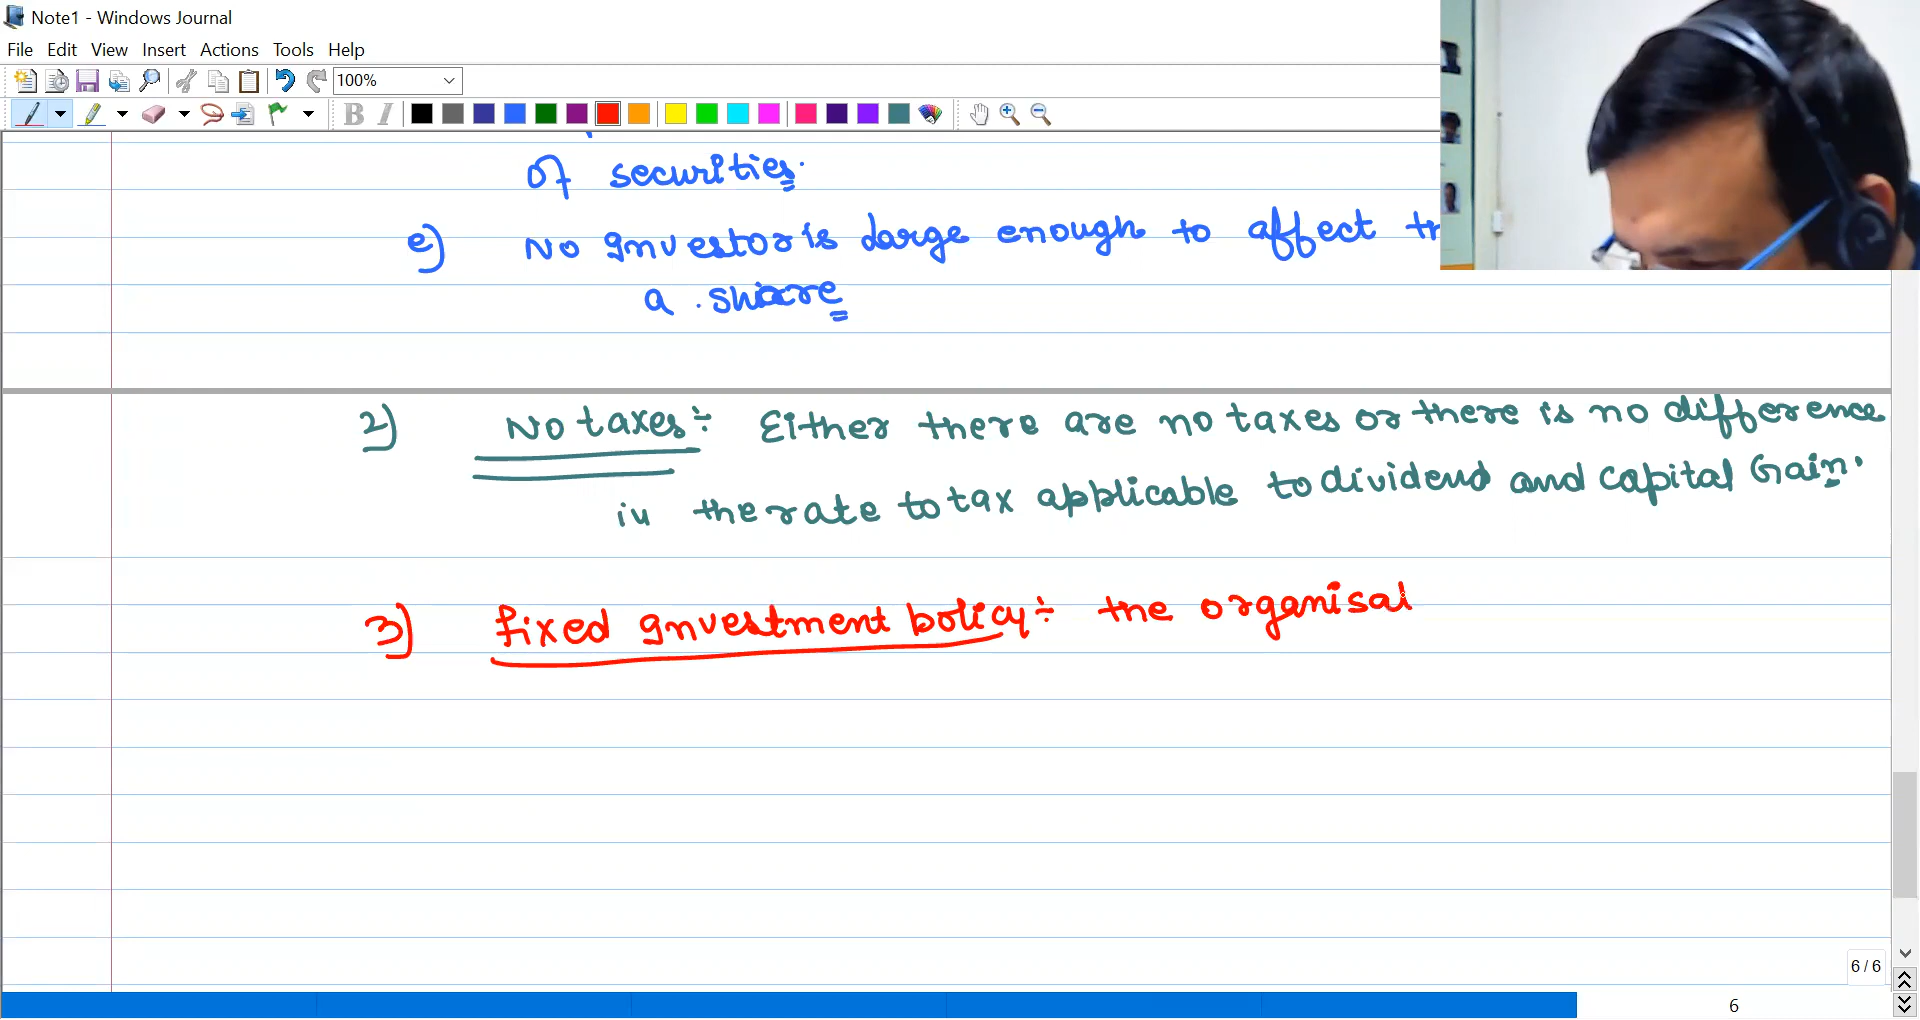 Note1 - Windows Journal
File Edit View Insert Actions Tools Help
100%
B I
of securities.
e) No Investor is large enough to affect
a share
2) No taxes:- Either there are no taxes or there is no difference
in the rate to tax applicable to dividend and capital Gain.
3) fixed Investment policy:- the organisat
6 / 6
6